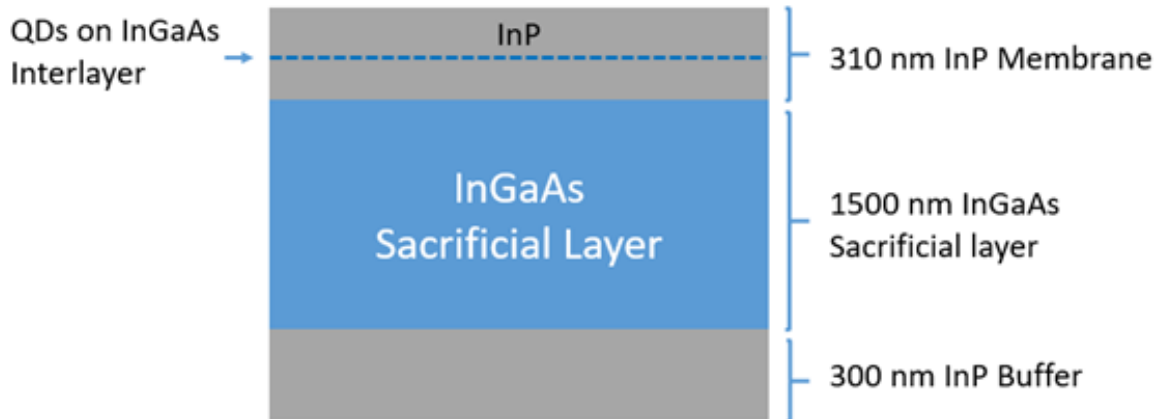 QDs on InGaAs
Interlayer
InP
310 nm InP Membrane
InGaAs
Sacrificial Layer
1500 nm InGaAs
Sacrificial layer
300 nm InP Buffer